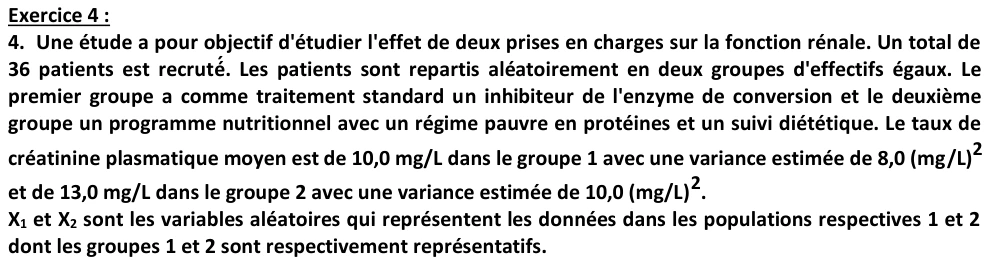 Exercice 4 :
4. Une étude a pour objectif d'étudier l'effet de deux prises en charges sur la fonction rénale. Un total de
36 patients est recruté́. Les patients sont repartis aléatoirement en deux groupes d'effectifs égaux. Le
premier groupe a comme traitement standard un inhibiteur de l'enzyme de conversion et le deuxième
groupe un programme nutritionnel avec un régime pauvre en protéines et un suivi diététique. Le taux de
créatinine plasmatique moyen est de 10,0 mg/L dans le groupe 1 avec une variance estimée de 8,0 (mg/L)²
et de 13,0 mg/L dans le groupe 2 avec une variance estimée de 10,0 (mg/L)².
X₁ et X₂ sont les variables aléatoires qui représentent les données dans les populations respectives 1 et 2
dont les groupes 1 et 2 sont respectivement représentatifs.